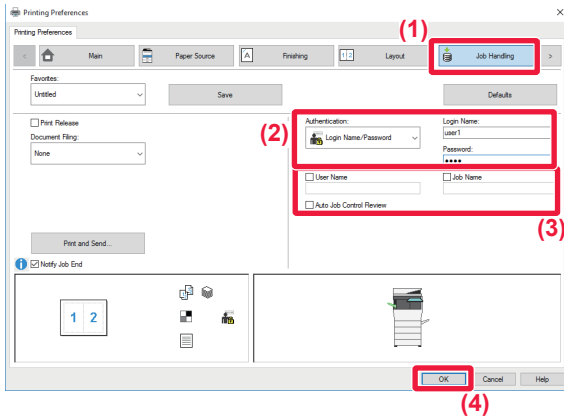 Printing Preferences
Printing Preferences
(1)
Main
Paper Source
A
Finishing
1 2
Layout
Job Handling
Favorites:
Untitled
Save
Defaults
Print Release
Document Filing:
None
(2)
Authentication:
Login Name/Password
Login Name:
user1
Password:
••••
User Name
Job Name
Auto Job Control Review
(3)
Print and Send...
Notify Job End
1 2
OK
Cancel
Help
(4)